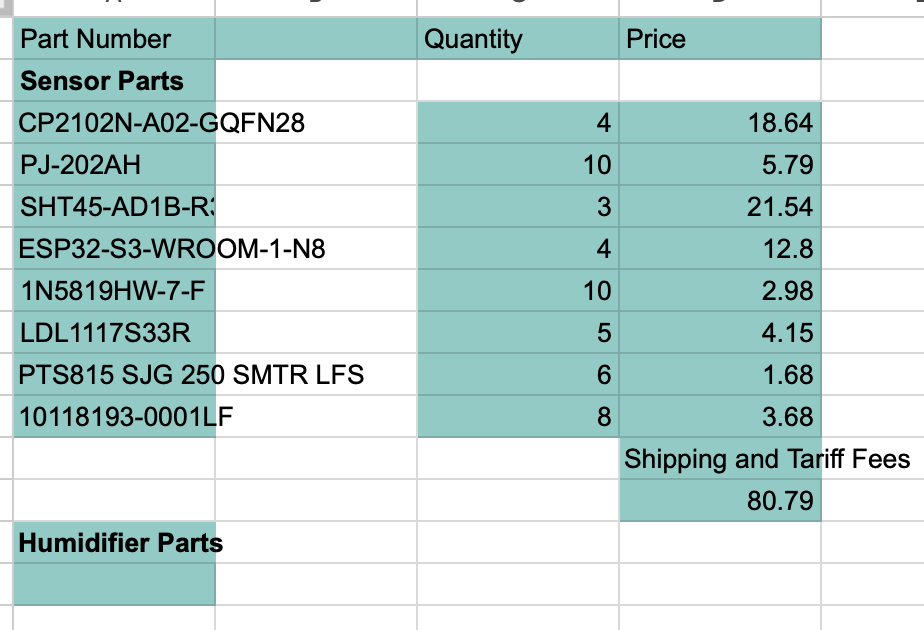 Part Number Quantity Price
Sensor Parts
CP2102N-A02-GQFN28 4 18.64
PJ-202AH 10 5.79
SHT45-AD1B-R 3 21.54
ESP32-S3-WROOM-1-N8 4 12.8
1N5819HW-7-F 10 2.98
LDL1117S33R 5 4.15
PTS815 SJG 250 SMTR LFS 6 1.68
10118193-0001LF 8 3.68
Shipping and Tariff Fees
80.79
Humidifier Parts